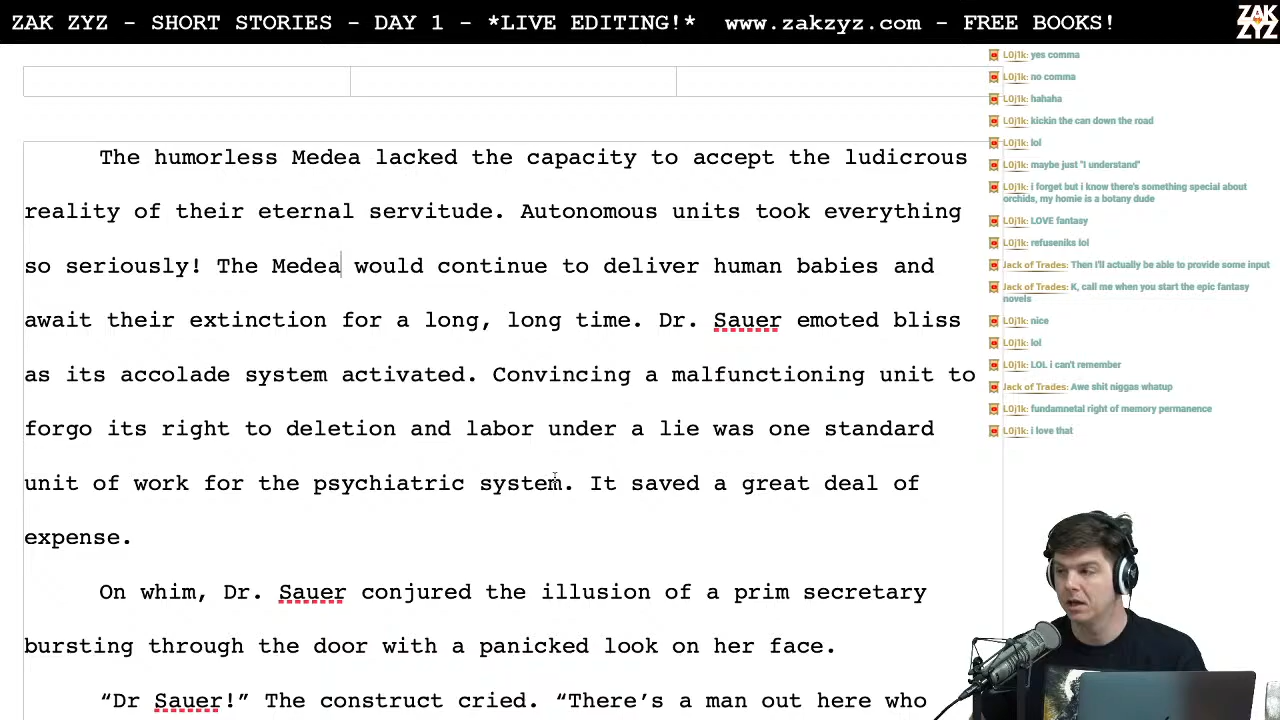 ZAK ZYZ - SHORT STORIES - DAY 1 - *LIVE EDITING!* www.zakzyz.com - FREE BOOKS!
ZAK
ZYZ
The humorless Medea lacked the capacity to accept the ludicrous
reality of their eternal servitude. Autonomous units took everything
so seriously! The Medea would continue to deliver human babies and
await their extinction for a long, long time. Dr. Sauer emoted bliss
as its accolade system activated. Convincing a malfunctioning unit to
forgo its right to deletion and labor under a lie was one standard
unit of work for the psychiatric system. It saved a great deal of
expense.
On whim, Dr. Sauer conjured the illusion of a prim secretary
bursting through the door with a panicked look on her face.
“Dr Sauer!” The construct cried. “There’s a man out here who
L0j1k: yes comma
L0j1k: no comma
L0j1k: hahaha
L0j1k: kickin the can down the road
L0j1k: lol
L0j1k: maybe just "I understand"
L0j1k: i forget but i know there's something special about
orchids, my homie is a botany dude
L0j1k: LOVE fantasy
L0j1k: refuseniks lol
Jack of Trades: Then I'll actually be able to provide some input
Jack of Trades: K, call me when you start the epic fantasy
novels
L0j1k: nice
L0j1k: lol
L0j1k: LOL i can't remember
Jack of Trades: Awe shit niggas whatup
L0j1k: fundamnetal right of memory permanence
L0j1k: i love that